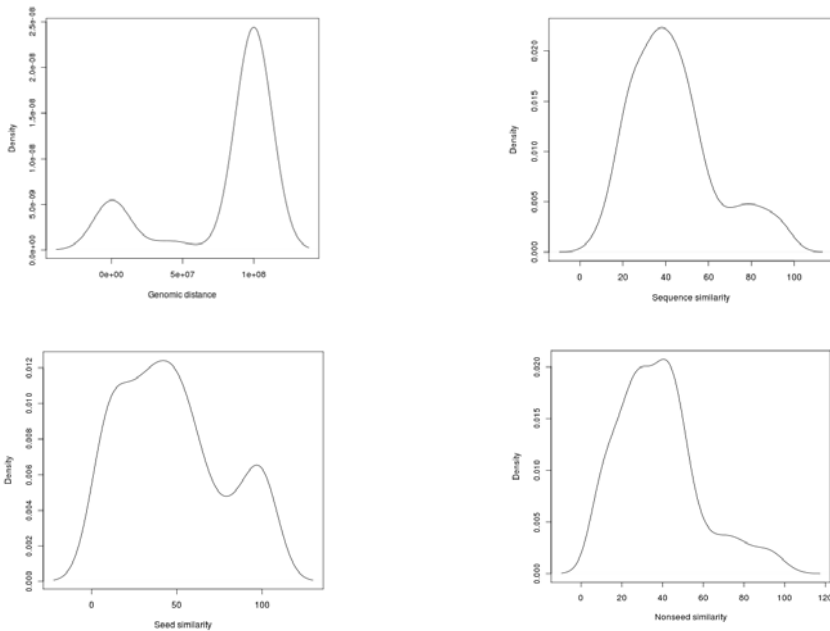 Density
0.0e+00 5.0e-09 1.0e-08 1.5e-08 2.0e-08 2.5e-08
0e+00 5e+07 1e+08
Genomic distance
Density
0.000 0.005 0.010 0.015 0.020
0 20 40 60 80 100
Sequence similarity
Density
0.000 0.002 0.004 0.006 0.008 0.010 0.012
0 50 100
Seed similarity
Density
0.000 0.005 0.010 0.015 0.020
0 20 40 60 80 100 120
Nonseed similarity